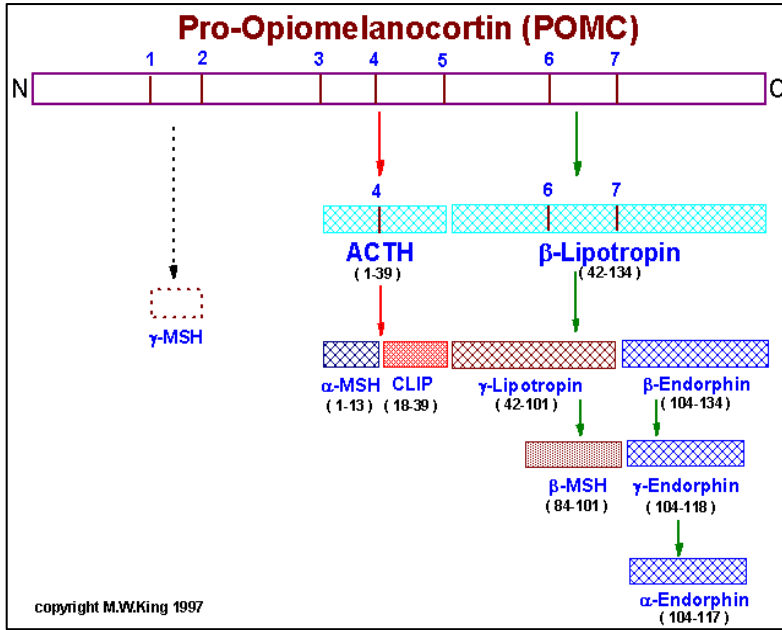 Pro-Opiomelanocortin (POMC)
1 2 3 4 5 6 7
N C
4 6 7
ACTH β-Lipotropin
( 1-39 ) ( 42-134 )
γ-MSH
α-MSH CLIP γ-Lipotropin β-Endorphin
( 1-13 ) ( 18-39 ) (42-101 ) (104-134 )
β-MSH γ-Endorphin
( 84-101 ) (104-118 )
α-Endorphin
(104-117 )
copyright M.W.King 1997